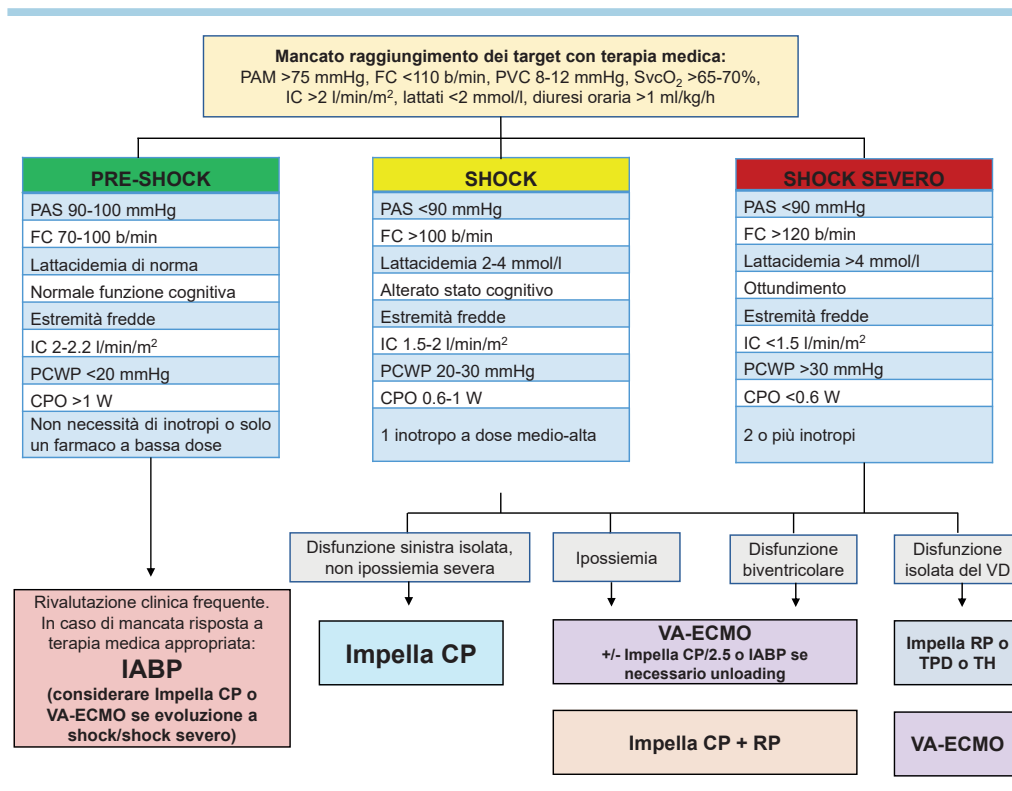 Mancato raggiungimento dei target con terapia medica:
PAM >75 mmHg, FC <110 b/min, PVC 8-12 mmHg, SvcO₂ >65-70%,
IC >2 l/min/m², lattati <2 mmol/l, diuresi oraria >1 ml/kg/h
PRE-SHOCK
PAS 90-100 mmHg
FC 70-100 b/min
Lattacidemia di norma
Normale funzione cognitiva
Estremità fredde
IC 2-2.2 l/min/m²
PCWP <20 mmHg
CPO >1 W
Non necessità di inotropi o solo
un farmaco a bassa dose
SHOCK
PAS <90 mmHg
FC >100 b/min
Lattacidemia 2-4 mmol/l
Alterato stato cognitivo
Estremità fredde
IC 1.5-2 l/min/m²
PCWP 20-30 mmHg
CPO 0.6-1 W
1 inotropo a dose medio-alta
SHOCK SEVERO
PAS <90 mmHg
FC >120 b/min
Lattacidemia >4 mmol/l
Ottundimento
Estremità fredde
IC <1.5 l/min/m²
PCWP >30 mmHg
CPO <0.6 W
2 o più inotropi
Rivalutazione clinica frequente.
In caso di mancata risposta a
terapia medica appropriata:
IABP
(considerare Impella CP o
VA-ECMO se evoluzione a
shock/shock severo)
Disfunzione sinistra isolata,
non ipossiemia severa
Impella CP
Ipossiemia
Disfunzione
biventricolare
VA-ECMO
+/- Impella CP/2.5 o IABP se
necessario unloading
Impella CP + RP
Disfunzione
isolata del VD
Impella RP o
TPD o TH
VA-ECMO